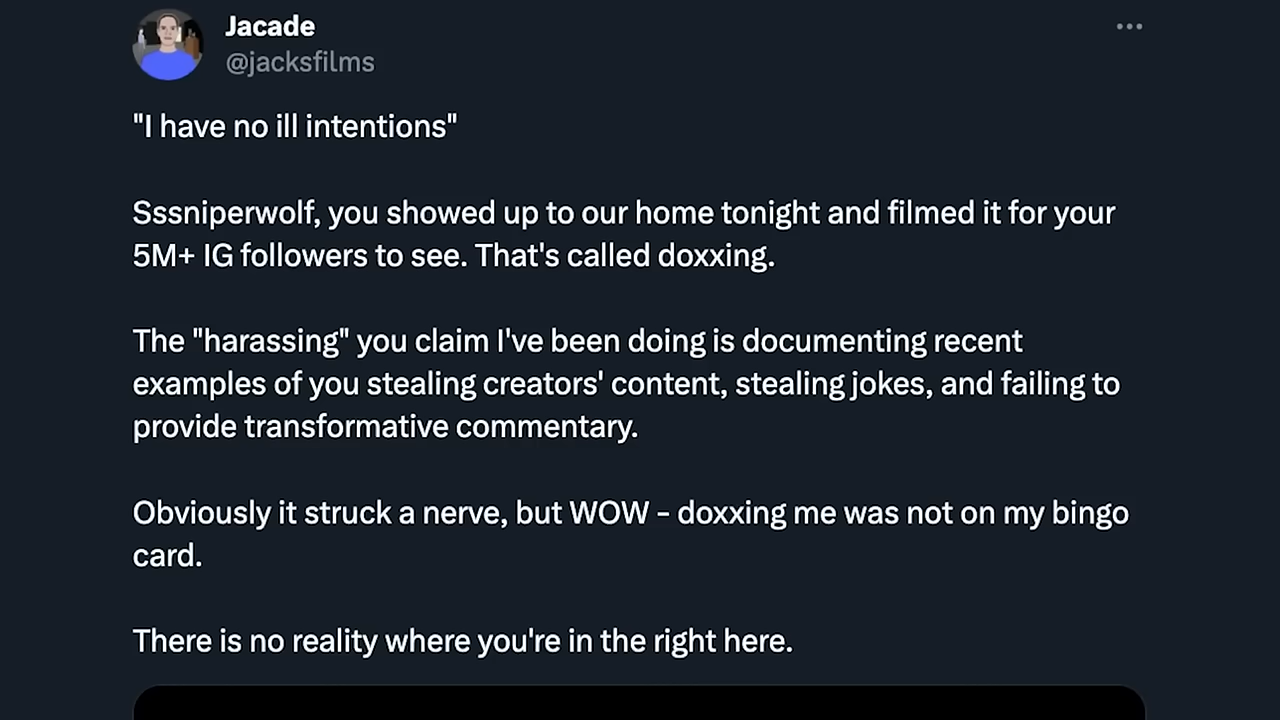 Jacade
@jacksfilms
"I have no ill intentions"
Sssniperwolf, you showed up to our home tonight and filmed it for your
5M+ IG followers to see. That's called doxxing.
The "harassing" you claim I've been doing is documenting recent
examples of you stealing creators' content, stealing jokes, and failing to
provide transformative commentary.
Obviously it struck a nerve, but WOW - doxxing me was not on my bingo
card.
There is no reality where you're in the right here.